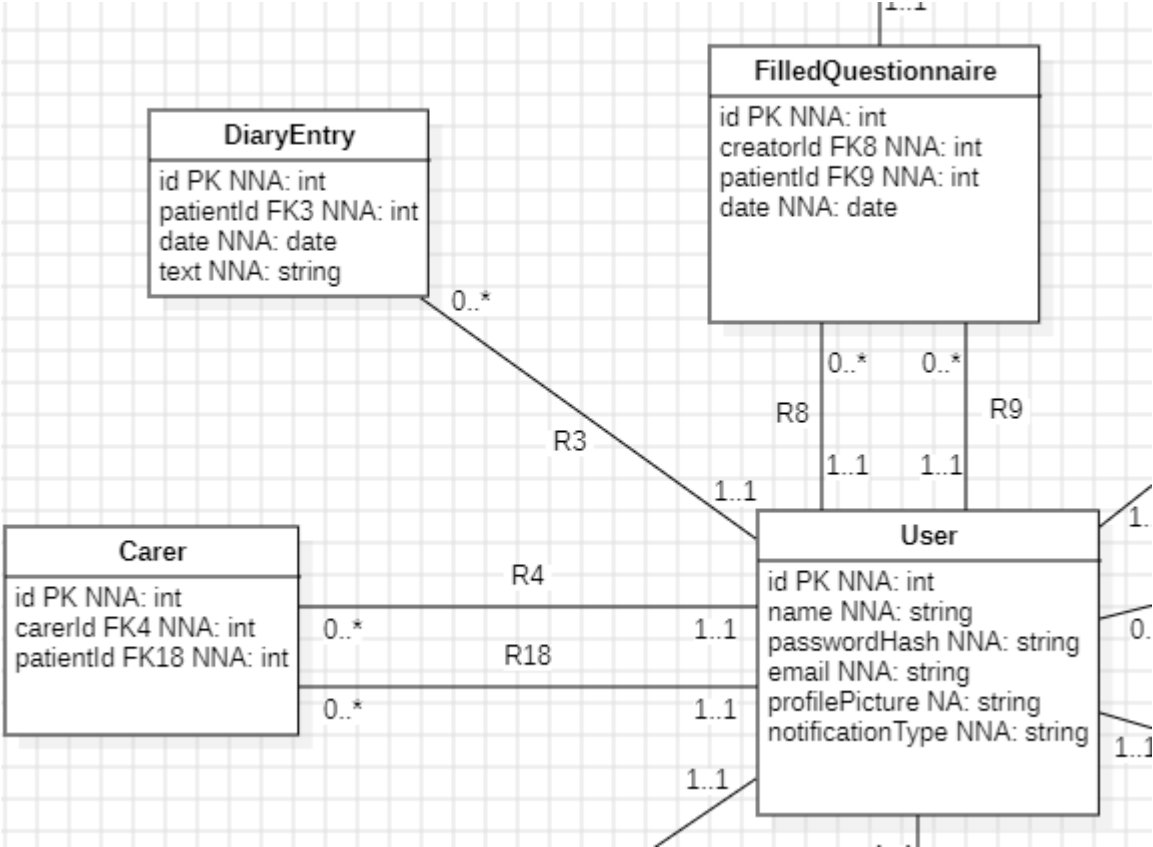 1..1
FilledQuestionnaire
id PK NNA: int
creatorId FK8 NNA: int
patientId FK9 NNA: int
date NNA: date
DiaryEntry
id PK NNA: int
patientId FK3 NNA: int
date NNA: date
text NNA: string
0..*
0..* 0..*
R8 R9
R3
1..1 1..1
1..1
User
id PK NNA: int
name NNA: string
passwordHash NNA: string
email NNA: string
profilePicture NA: string
notificationType NNA: string
1..
0.
1..1
Carer
id PK NNA: int
carerId FK4 NNA: int
patientId FK18 NNA: int
R4
0..* 1..1
R18
0..* 1..1
1..1